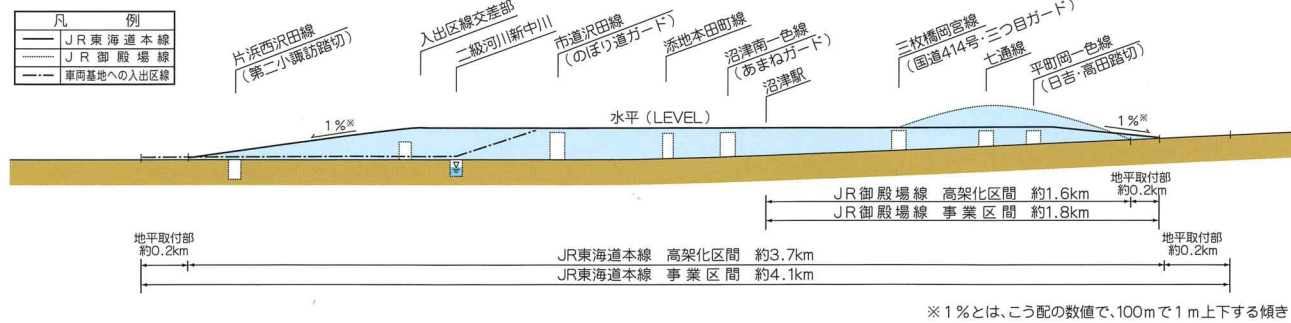 凡例
JR東海道本線
JR御殿場線
車両基地への入出区線
片浜西沢田線
(第二小諏訪踏切)
入出区線交差部
二級河川新中川
市道沢田線
(のぼり道ガード)
添地本田町線
沼津南一色線
(あまねガード)
沼津駅
三枚橋岡宮線
(国道414号・三つ目ガード)
七通線
平町岡一色線
(日吉・高田踏切)
1%※
水平(LEVEL)
1%※
JR御殿場線 高架化区間 約1.6km
地平取付部
約0.2km
JR御殿場線 事業区間 約1.8km
地平取付部
約0.2km
JR東海道本線 高架化区間 約3.7km
地平取付部
約0.2km
JR東海道本線 事業区間 約4.1km
※1%とは、こう配の数値で、100mで1m上下する傾き